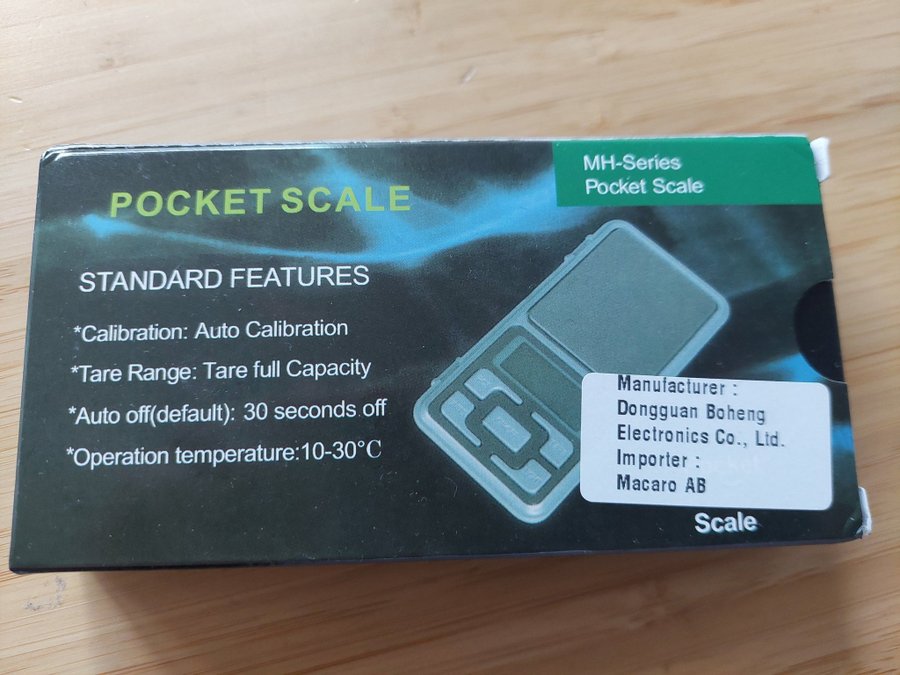 MH-Series
Pocket Scale
POCKET SCALE
STANDARD FEATURES
*Calibration: Auto Calibration
*Tare Range: Tare full Capacity
*Auto off(default): 30 seconds off
*Operation temperature:10-30°C
Manufacturer :
Dongguan Boheng
Electronics Co., Ltd.
Importer :
Macaro AB
Scale